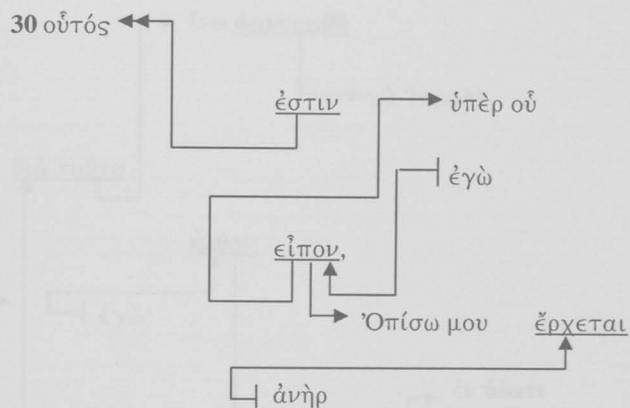 30 οὗτός
ἐστιν
ὑπὲρ οὗ
ἐγὼ
εἶπον,
Ὀπίσω μου
ἔρχεται
ἀνὴρ